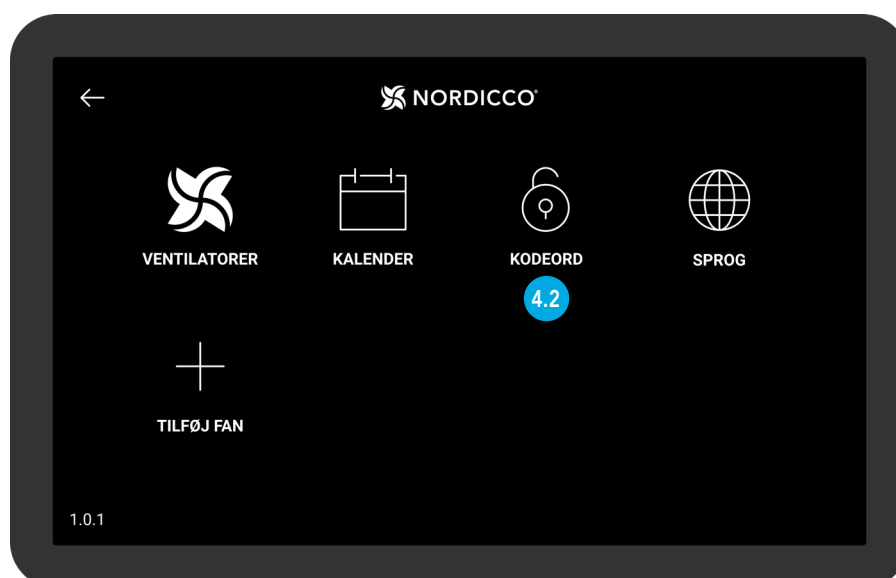 NORDICCO®
VENTILATORER
KALENDER
KODEORD
SPROG
4.2
TILFØJ FAN
1.0.1